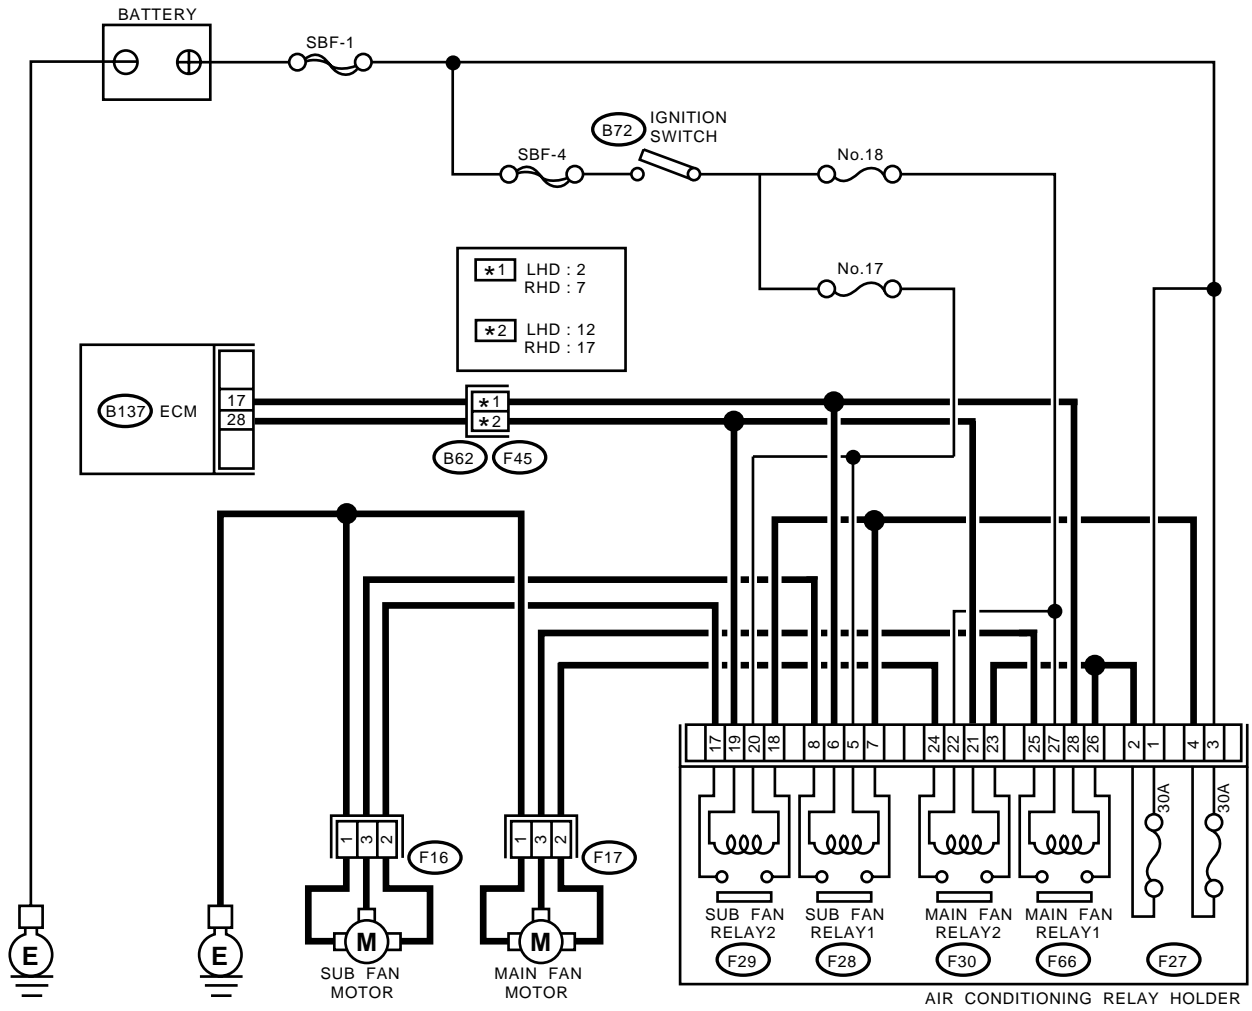 BATTERY
SBF-1
B72
IGNITION
SWITCH
SBF-4
No.18
*1 LHD : 2
RHD : 7
No.17
*2 LHD : 12
RHD : 17
B137 ECM
17
28
*1
*2
B62 F45
17 19 20 18 8 6 5 7 24 22 21 23 25 27 28 26 2 1 4 3
30A 30A
1 3 2 F16
1 3 2 F17
E
E
M
M
SUB FAN
MOTOR
MAIN FAN
MOTOR
SUB FAN
RELAY2
SUB FAN
RELAY1
MAIN FAN
RELAY2
MAIN FAN
RELAY1
F29 F28 F30 F66 F27
AIR CONDITIONING RELAY HOLDER